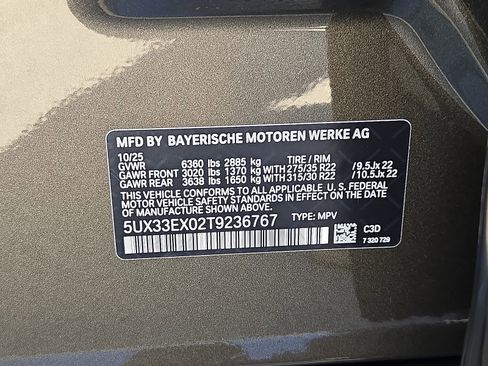 MFD BY BAYERISCHE MOTOREN WERKE AG
10/25 TIRE / RIM
GVWR 6360 lbs 2885 kg
GAWR FRONT 3020 lbs 1370 kg 275/35 R22 /9.5Jx22
GAWR REAR 3638 lbs 1650 kg 315/30 R22 /10.5Jx22
THIS VEHICLE CONFORMS TO ALL APPLICABLE U. S. FEDERAL
MOTOR VEHICLE SAFETY STANDARDS IN EFFECT ON THE
DATE OF MANUFACTURE SHOWN ABOVE.
5UX33EX02T9236767 TYPE: MPV
C3D
7 320 729